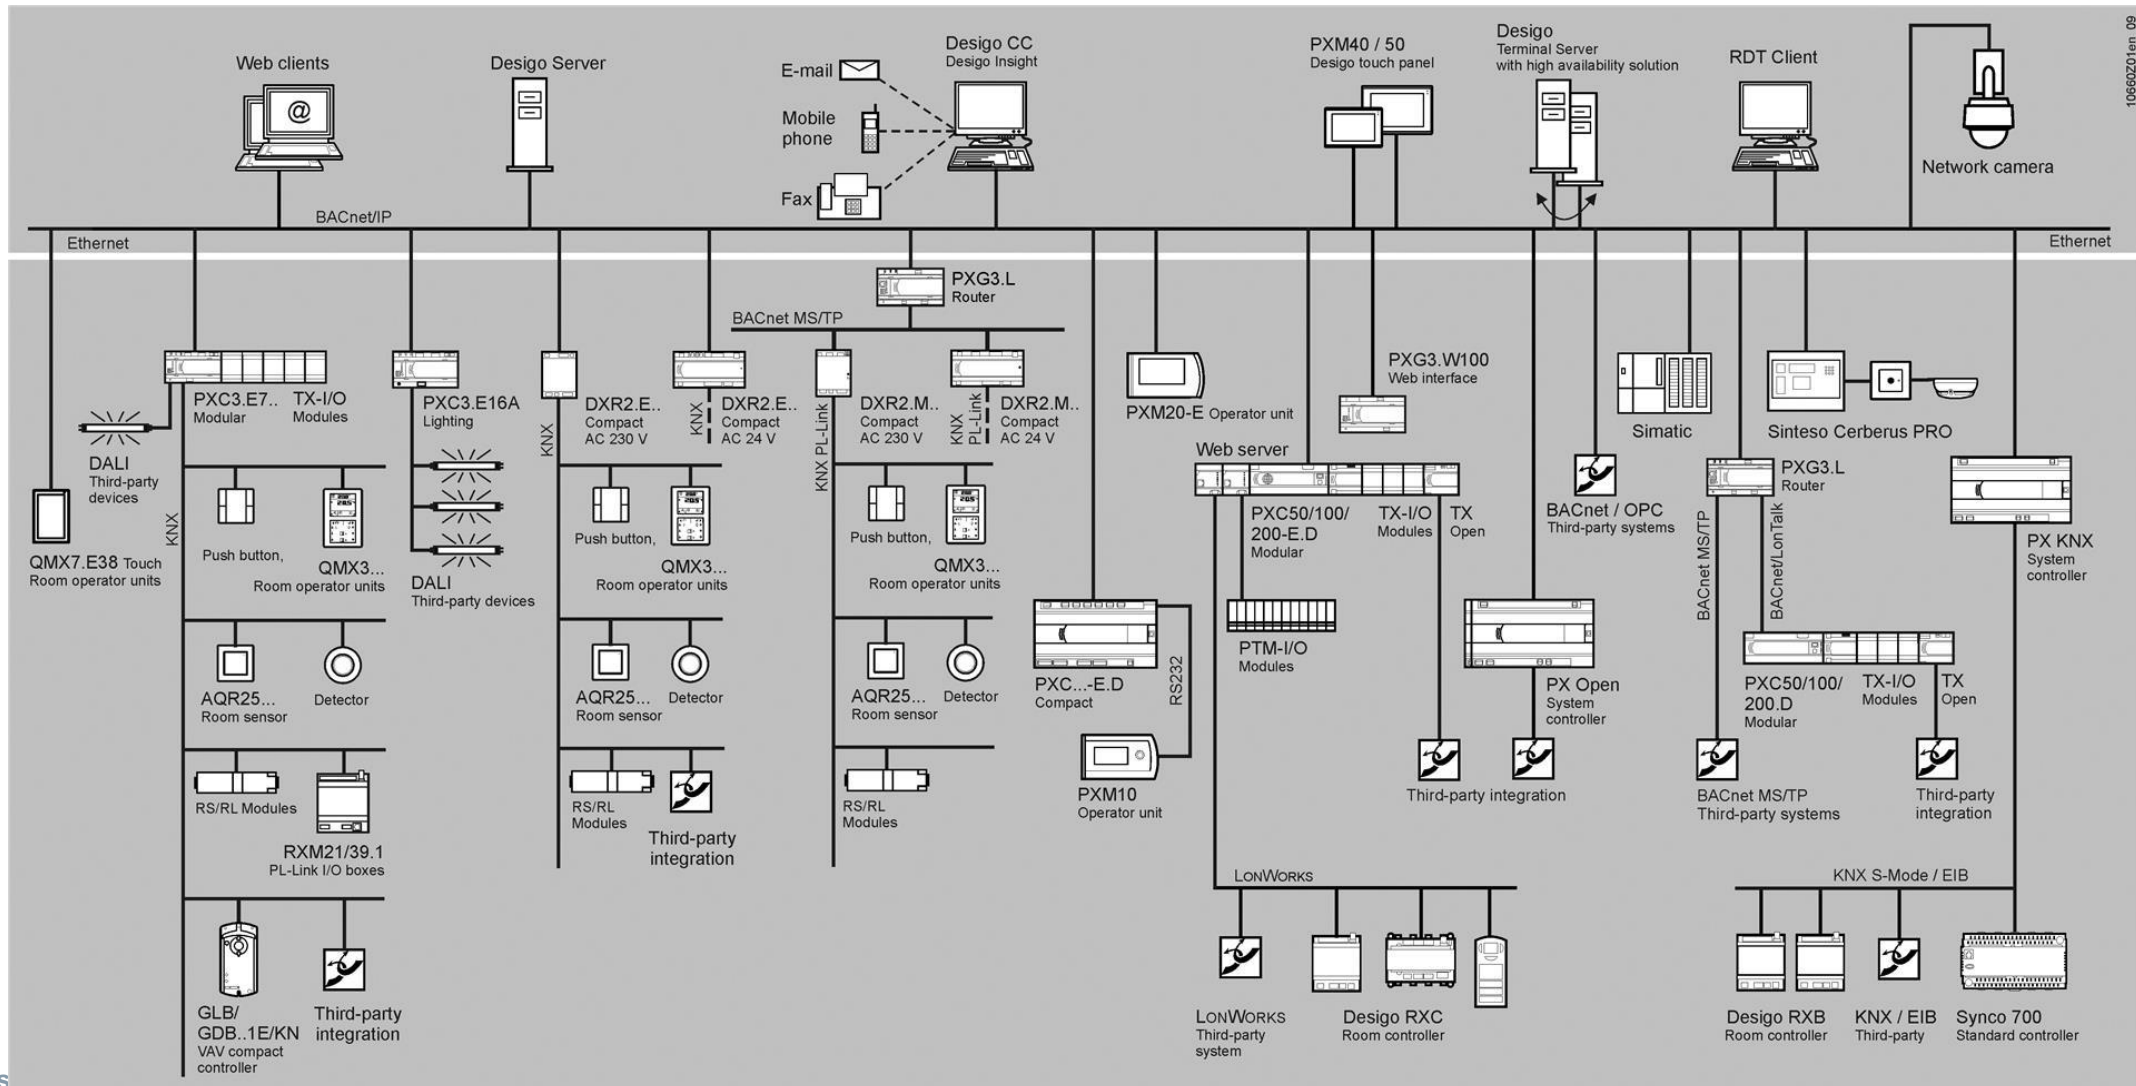 10660Z01en_09
Web clients
@
Desigo Server
E-mail
Mobile
phone
Fax
Desigo CC
Desigo Insight
PXM40 / 50
Desigo touch panel
Desigo
Terminal Server
with high availability solution
RDT Client
Network camera
BACnet/IP
Ethernet
Ethernet
PXG3.L
Router
BACnet MS/TP
PXC3.E7..
Modular
TX-I/O
Modules
DALI
Third-party
devices
QMX7.E38 Touch
Room operator units
KNX
Push button,
QMX3...
Room operator units
AQR25...
Room sensor
Detector
RS/RL Modules
RXM21/39.1
PL-Link I/O boxes
GLB/
GDB..1E/KN
VAV compact
controller
Third-party
integration
PXC3.E16A
Lighting
DALI
Third-party devices
DXR2.E..
Compact
AC 230 V
KNX
Push button,
QMX3...
Room operator units
AQR25...
Room sensor
Detector
RS/RL
Modules
Third-party
integration
KNX
DXR2.E..
Compact
AC 24 V
KNX PL-Link
DXR2.M..
Compact
AC 230 V
KNX
PL-Link
DXR2.M..
Compact
AC 24 V
Push button,
QMX3...
Room operator units
AQR25...
Room sensor
Detector
RS/RL
Modules
PXC...-E.D
Compact
RS232
PXM10
Operator unit
PXM20-E Operator unit
PXG3.W100
Web interface
Web server
PXC50/100/
200-E.D
Modular
TX-I/O
Modules
TX
Open
PTM-I/O
Modules
PX Open
System
controller
Third-party integration
LONWORKS
LONWORKS
Third-party
system
Desigo RXC
Room controller
BACnet / OPC
Third-party systems
Simatic
Sinteso Cerberus PRO
PXG3.L
Router
BACnet MS/TP
BACnet/LonTalk
PXC50/100/
200.D
Modular
TX-I/O
Modules
TX
Open
BACnet MS/TP
Third-party systems
Third-party
integration
PX KNX
System
controller
KNX S-Mode / EIB
Desigo RXB
Room controller
KNX / EIB
Third-party
Synco 700
Standard controller
s